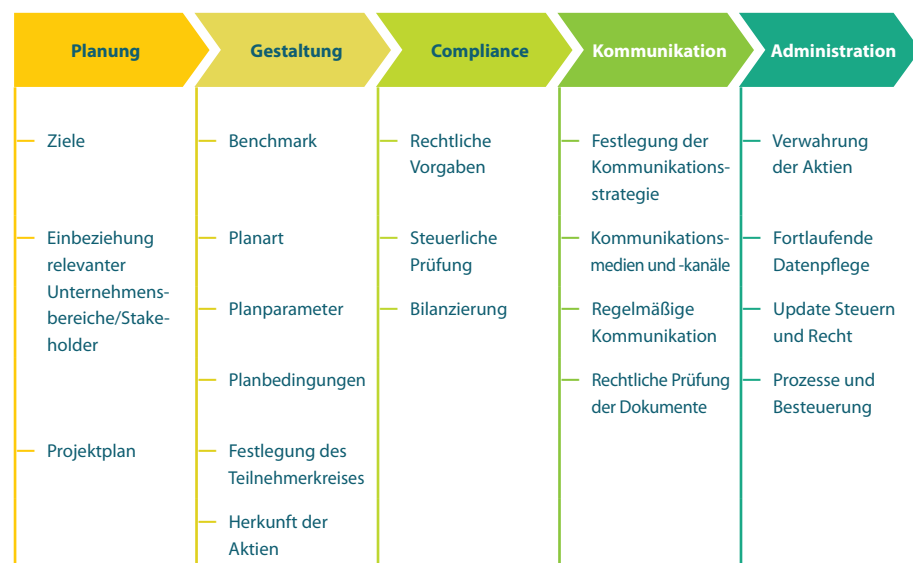 Planung
Gestaltung
Compliance
Kommunikation
Administration
Ziele
Einbeziehung
relevanter
Unternehmens-
bereiche/Stake-
holder
Projektplan
Benchmark
Planart
Planparameter
Planbedingungen
Festlegung des
Teilnehmerkreises
Herkunft der
Aktien
Rechtliche
Vorgaben
Steuerliche
Prüfung
Bilanzierung
Festlegung der
Kommunikations-
strategie
Kommunikations-
medien und -kanäle
Regelmäßige
Kommunikation
Rechtliche Prüfung
der Dokumente
Verwahrung
der Aktien
Fortlaufende
Datenpflege
Update Steuern
und Recht
Prozesse und
Besteuerung